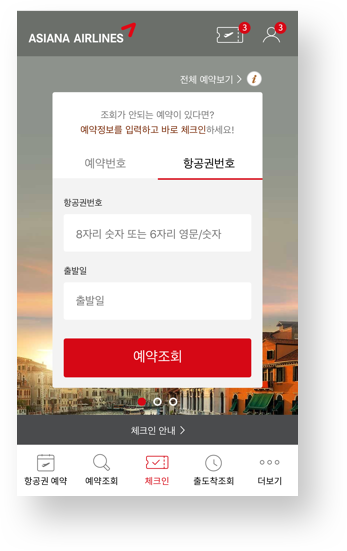 ASIANA AIRLINES
3
3
전체 예약보기 >
i
조회가 안되는 예약이 있다면?
예약정보를 입력하고 바로 체크인하세요!
예약번호 항공권번호
항공권번호
8자리 숫자 또는 6자리 영문/숫자
출발일
출발일
예약조회
체크인 안내 >
항공권 예약 예약조회 체크인 출도착조회 더보기